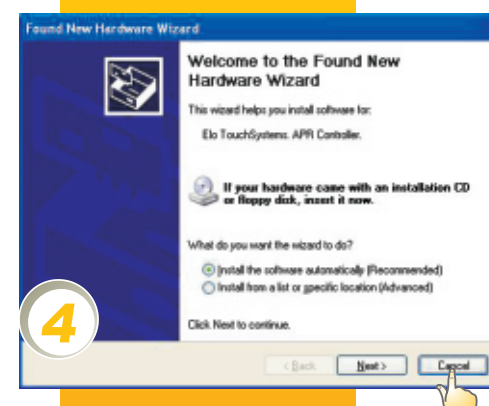 Found New Hardware Wizard
Welcome to the Found New
Hardware Wizard
This wizard helps you install software for:
Elo TouchSystems. APR Controller.
If your hardware came with an installation CD
or floppy disk, insert it now.
What do you want the wizard to do?
Install the software automatically (Recommended)
Install from a list or specific location (Advanced)
Click Next to continue.
4
< Back Next > Cancel